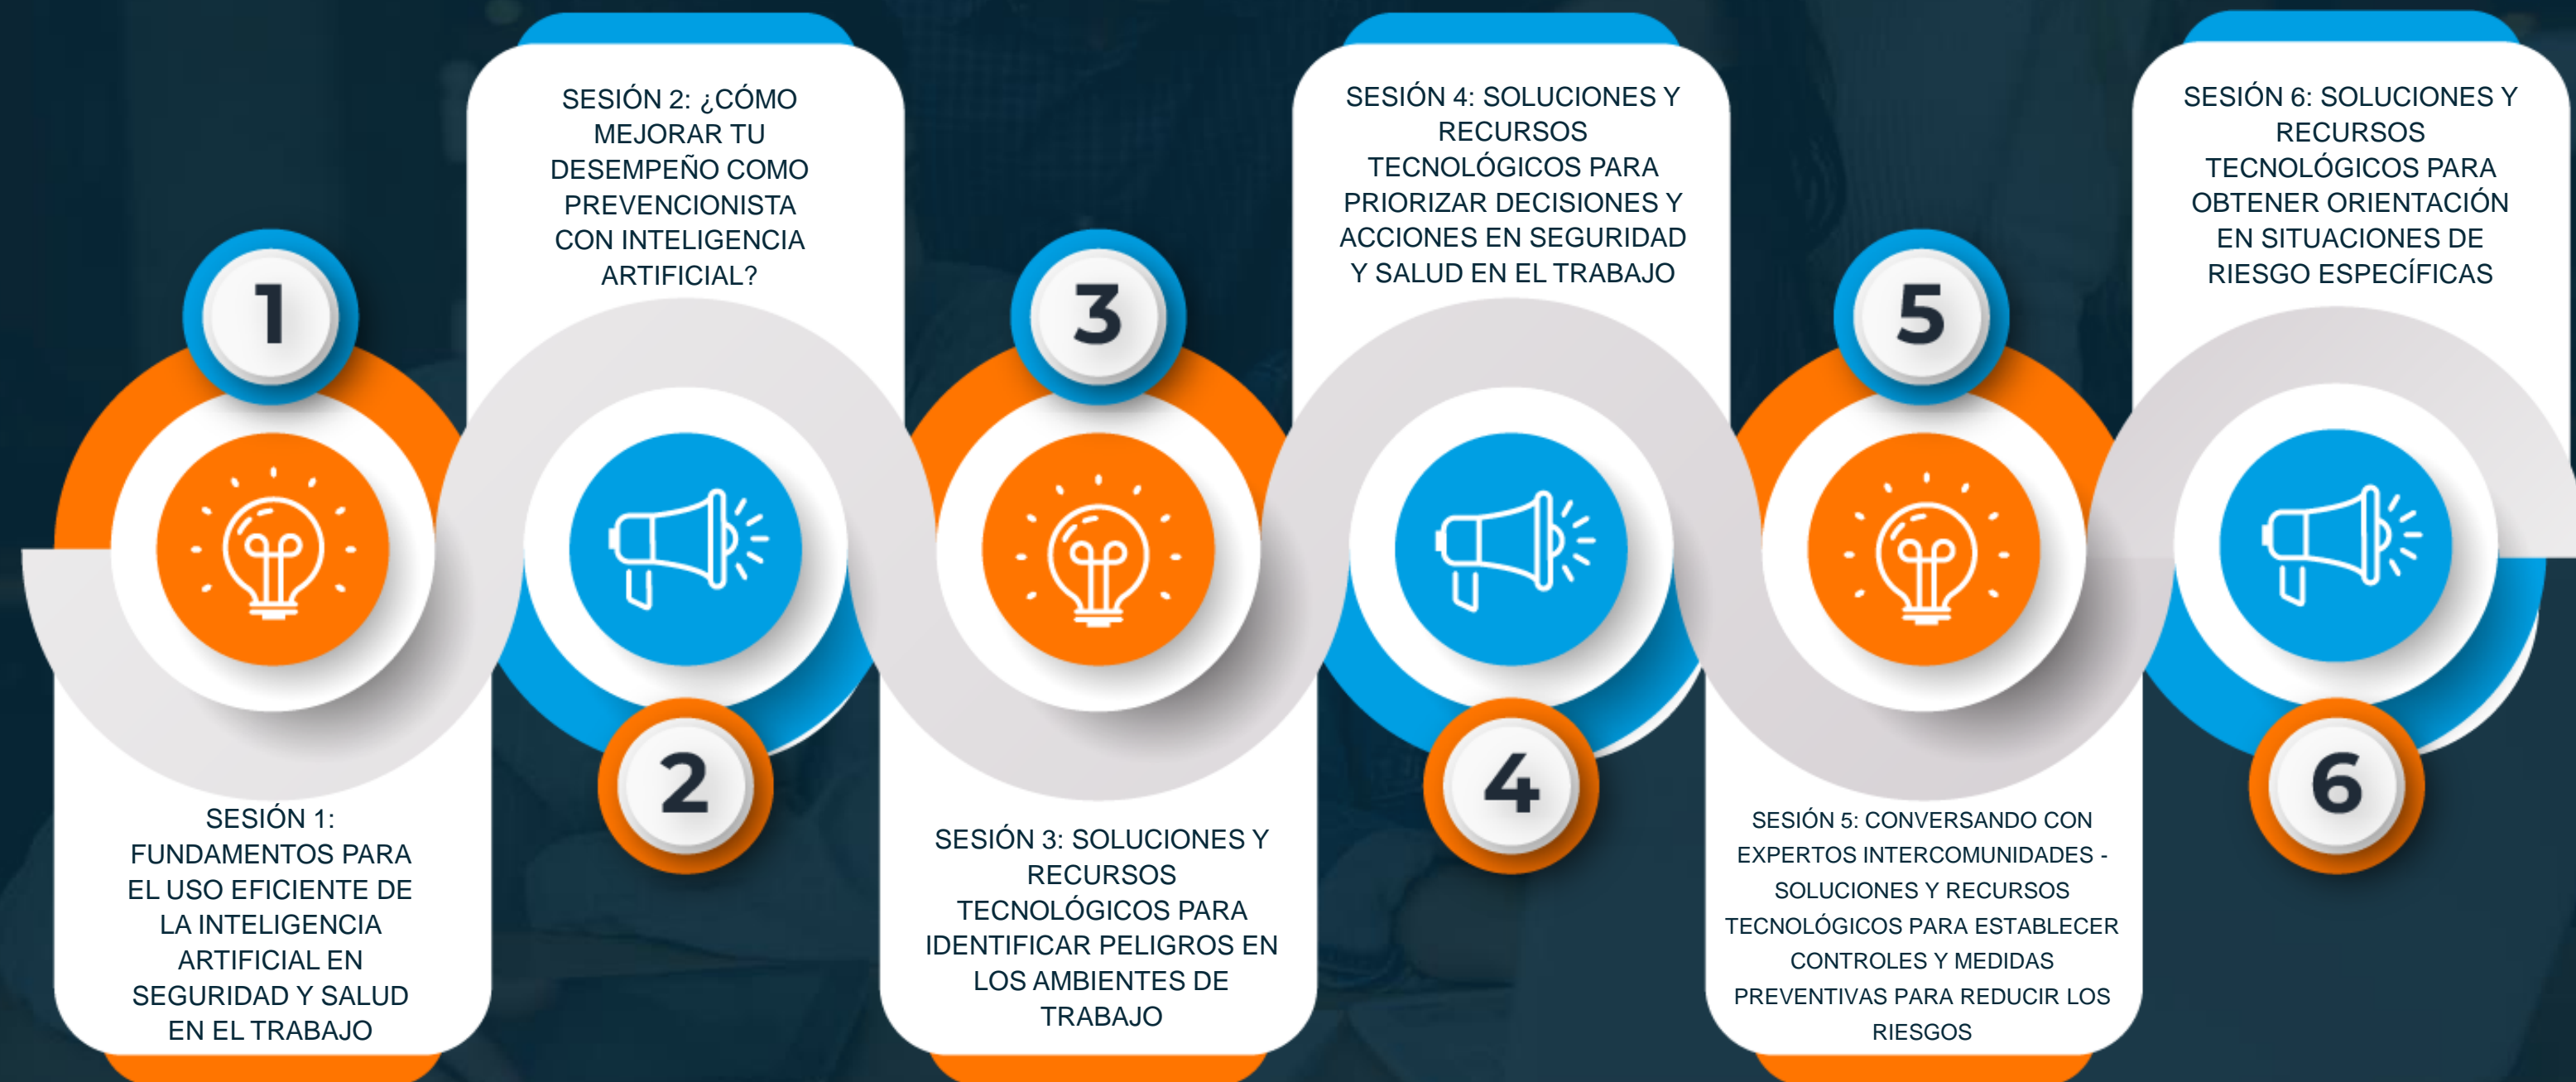 1
SESIÓN 1:
FUNDAMENTOS PARA
EL USO EFICIENTE DE
LA INTELIGENCIA
ARTIFICIAL EN
SEGURIDAD Y SALUD
EN EL TRABAJO
SESIÓN 2: ¿CÓMO
MEJORAR TU
DESEMPEÑO COMO
PREVENCIONISTA
CON INTELIGENCIA
ARTIFICIAL?
2
3
SESIÓN 3: SOLUCIONES Y
RECURSOS
TECNOLÓGICOS PARA
IDENTIFICAR PELIGROS EN
LOS AMBIENTES DE
TRABAJO
SESIÓN 4: SOLUCIONES Y
RECURSOS
TECNOLÓGICOS PARA
PRIORIZAR DECISIONES Y
ACCIONES EN SEGURIDAD
Y SALUD EN EL TRABAJO
4
5
SESIÓN 5: CONVERSANDO CON
EXPERTOS INTERCOMUNIDADES -
SOLUCIONES Y RECURSOS
TECNOLÓGICOS PARA ESTABLECER
CONTROLES Y MEDIDAS
PREVENTIVAS PARA REDUCIR LOS
RIESGOS
SESIÓN 6: SOLUCIONES Y
RECURSOS
TECNOLÓGICOS PARA
OBTENER ORIENTACIÓN
EN SITUACIONES DE
RIESGO ESPECÍFICAS
6